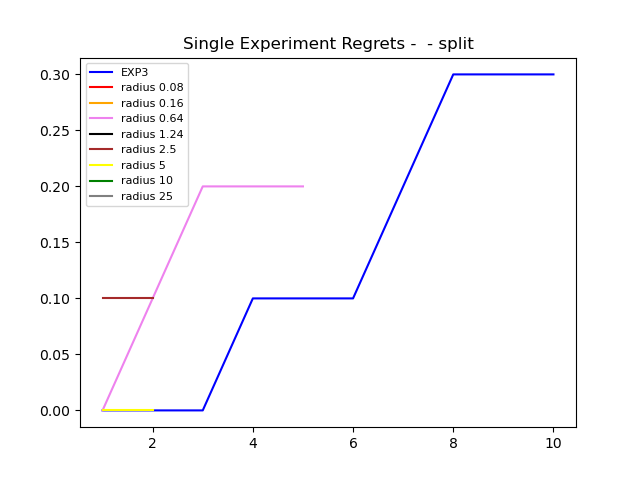 Single Experiment Regrets -  - split
EXP3
radius 0.08
radius 0.16
radius 0.64
radius 1.24
radius 2.5
radius 5
radius 10
radius 25
0.30
0.25
0.20
0.15
0.10
0.05
0.00
2 4 6 8 10